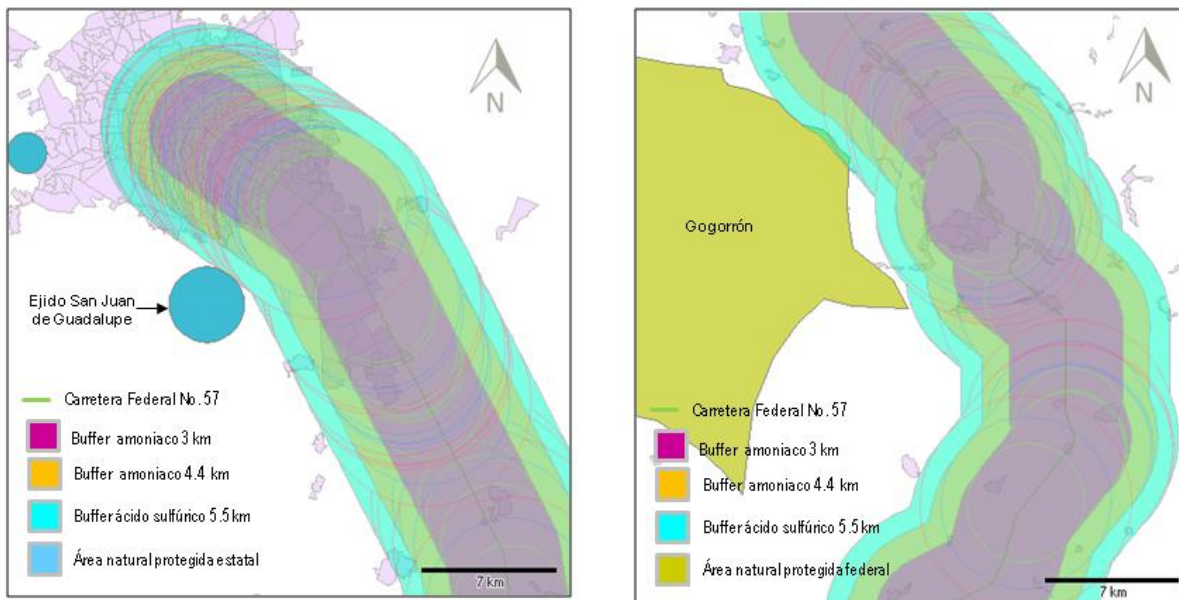 N
Ejido San Juan
de Guadalupe
Carretera Federal No. 57
Buffer amoniaco 3 km
Buffer amoniaco 4.4 km
Buffer ácido sulfúrico 5.5 km
Área natural protegida estatal
7 km
N
Gogorrón
Carretera Federal No. 57
Buffer amoniaco 3 km
Buffer amoniaco 4.4 km
Buffer ácido sulfúrico 5.5 km
Área natural protegida federal
7 km